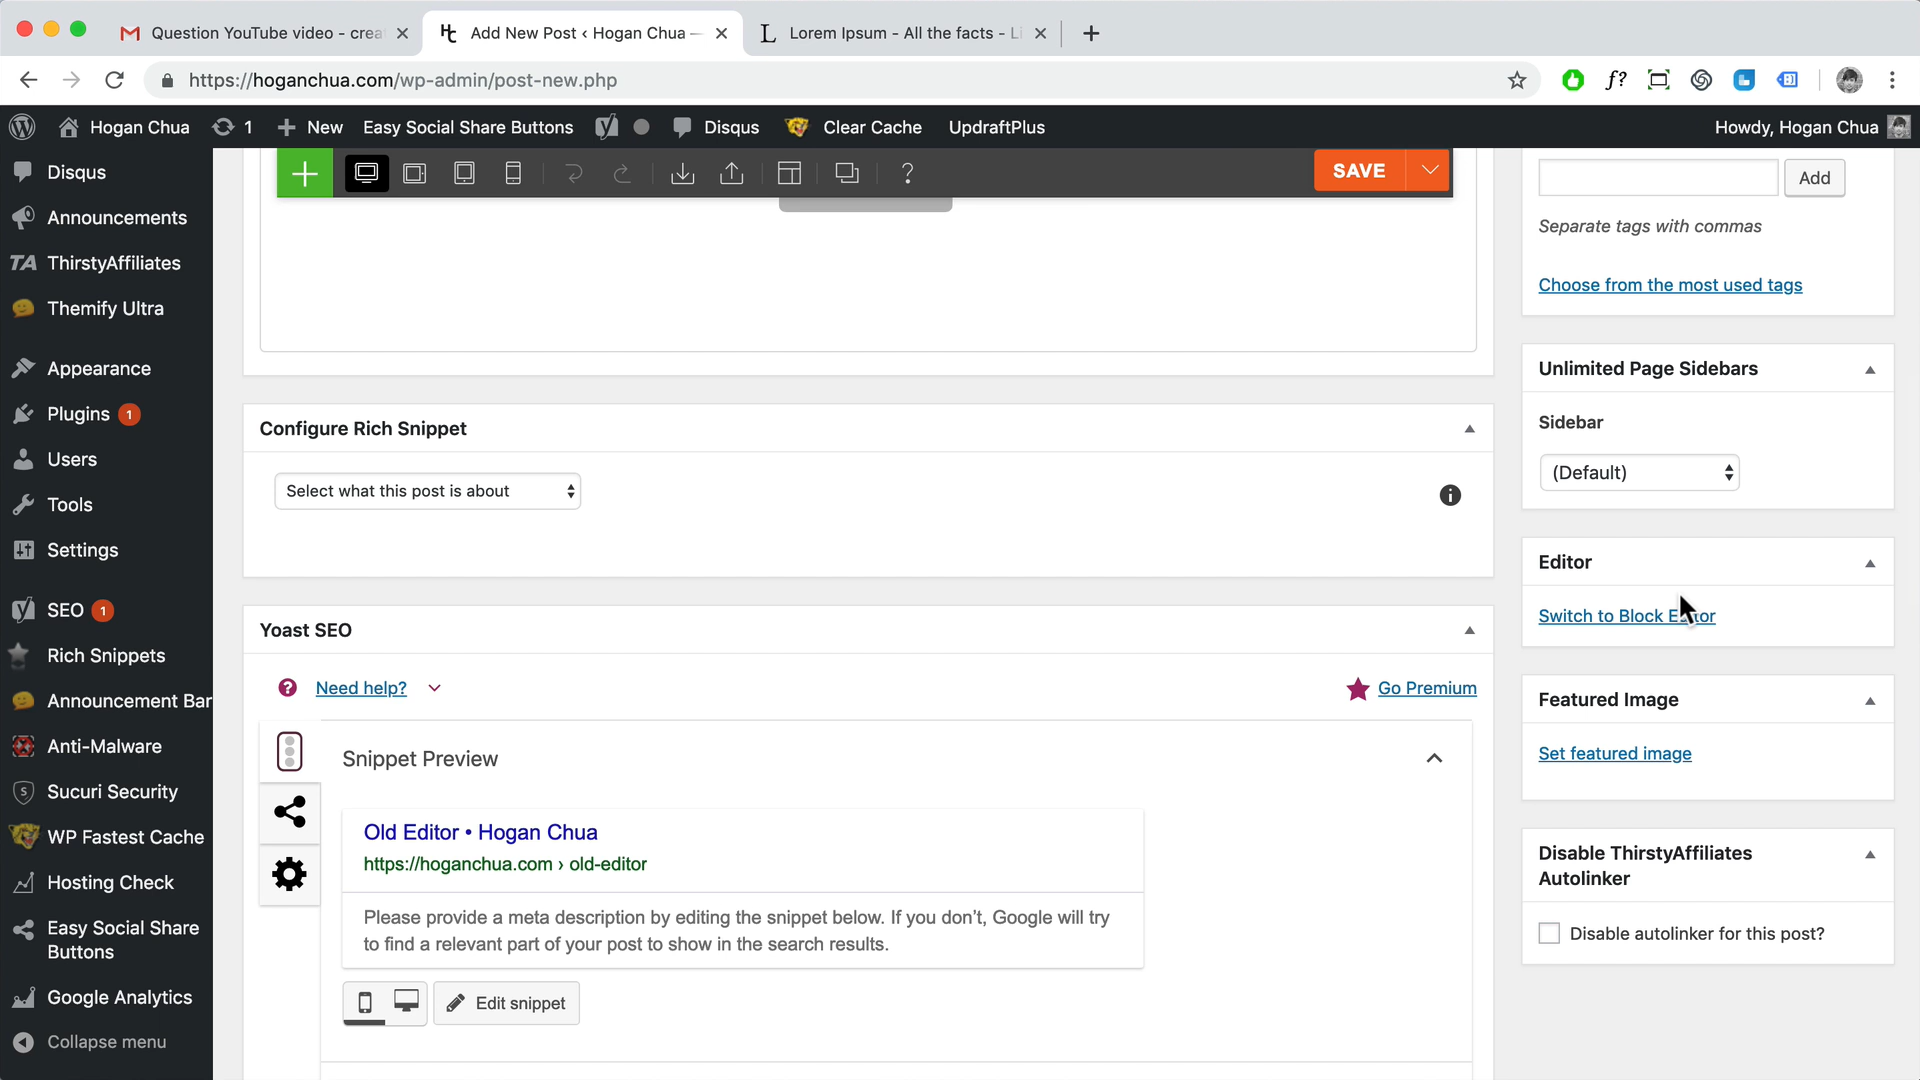 Question YouTube video - crea
Add New Post ‹ Hogan Chua —
Lorem Ipsum - All the facts - Li
https://hoganchua.com/wp-admin/post-new.php
f?
Hogan Chua
1
New
Easy Social Share Buttons
Disqus
Clear Cache
UpdraftPlus
Howdy, Hogan Chua
Disqus
Announcements
TA ThirstyAffiliates
Themify Ultra
Appearance
Plugins 1
Users
Tools
Settings
SEO 1
Rich Snippets
Announcement Bar
Anti-Malware
Sucuri Security
WP Fastest Cache
Hosting Check
Easy Social Share
Buttons
Google Analytics
Collapse menu
?
SAVE
Configure Rich Snippet
Select what this post is about
Yoast SEO
Need help?
Go Premium
Snippet Preview
Old Editor • Hogan Chua
https://hoganchua.com › old-editor
Please provide a meta description by editing the snippet below. If you don’t, Google will try
to find a relevant part of your post to show in the search results.
Edit snippet
Add
Separate tags with commas
Choose from the most used tags
Unlimited Page Sidebars
Sidebar
(Default)
Editor
Switch to Block Editor
Featured Image
Set featured image
Disable ThirstyAffiliates
Autolinker
Disable autolinker for this post?